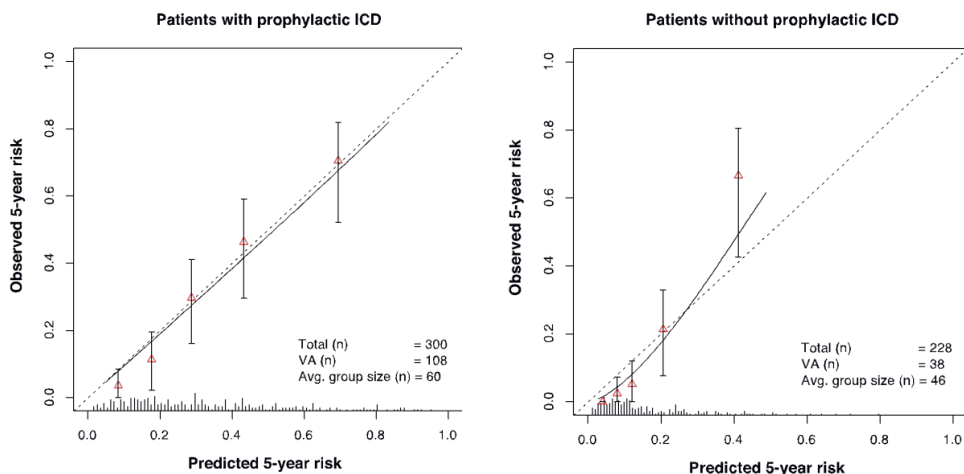 Patients with prophylactic ICD
Observed 5-year risk
1.0
0.8
0.6
0.4
0.2
0.0
Total (n) = 300
VA (n) = 108
Avg. group size (n) = 60
0.0 0.2 0.4 0.6 0.8 1.0
Predicted 5-year risk
Patients without prophylactic ICD
Observed 5-year risk
1.0
0.8
0.6
0.4
0.2
0.0
Total (n) = 228
VA (n) = 38
Avg. group size (n) = 46
0.0 0.2 0.4 0.6 0.8 1.0
Predicted 5-year risk